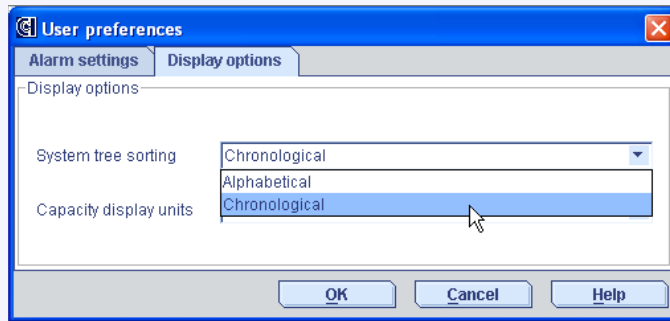 User preferences
Alarm settings Display options
Display options
System tree sorting Chronological
Alphabetical
Chronological
Capacity display units
OK Cancel Help